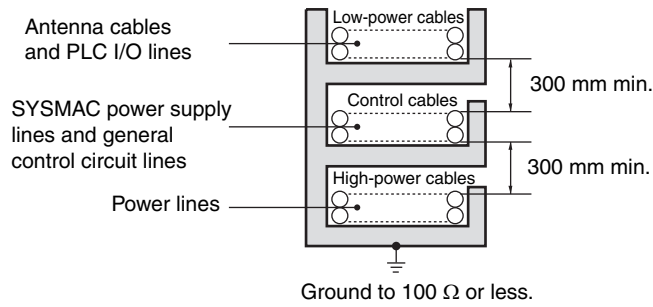 Low-power cables
Antenna cables
and PLC I/O lines
300 mm min.
Control cables
SYSMAC power supply
lines and general
control circuit lines
300 mm min.
High-power cables
Power lines
Ground to 100 Ω or less.